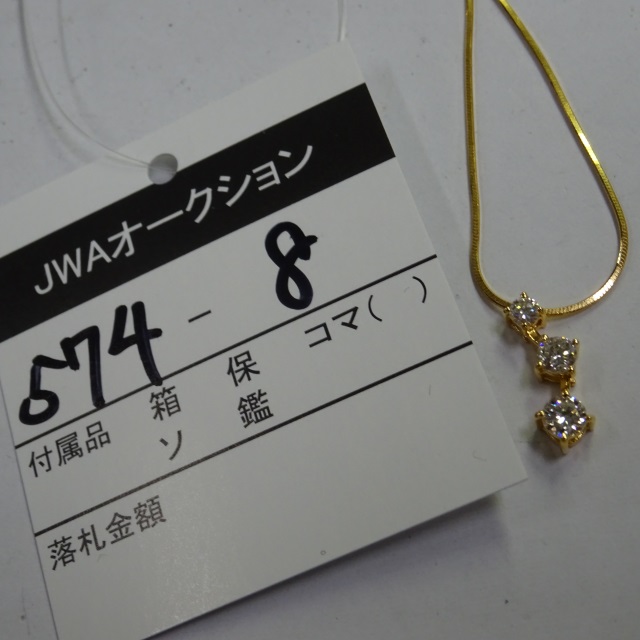 JWAオークション
574-8
付属品 箱 保 コマ( )
ソ 鑑
落札金額